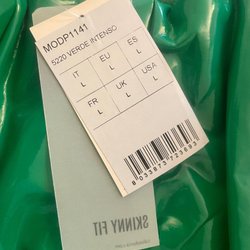 MODP1141
5220 VERDE INTENSO
IT EU ES
L L L
FR UK USA
L L L
SKINNY FIT